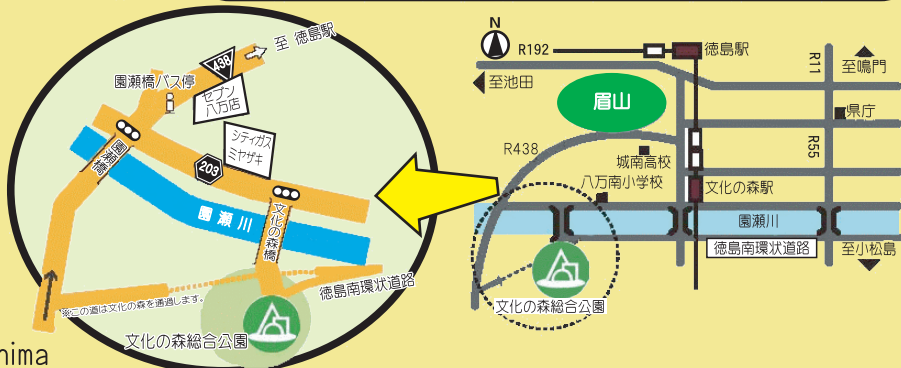 至 徳島駅
438
園瀬橋バス停
セブン
八万店
シティガス
ミヤザキ
203
園瀬橋
園瀬川
文化の森橋
徳島南環状道路
※この道は文化の森を通過します。
文化の森総合公園
hima
N
R192
徳島駅
R11
至鳴門
至池田
眉山
県庁
R438
城南高校
R55
八万南小学校
文化の森駅
園瀬川
徳島南環状道路
至小松島
文化の森総合公園